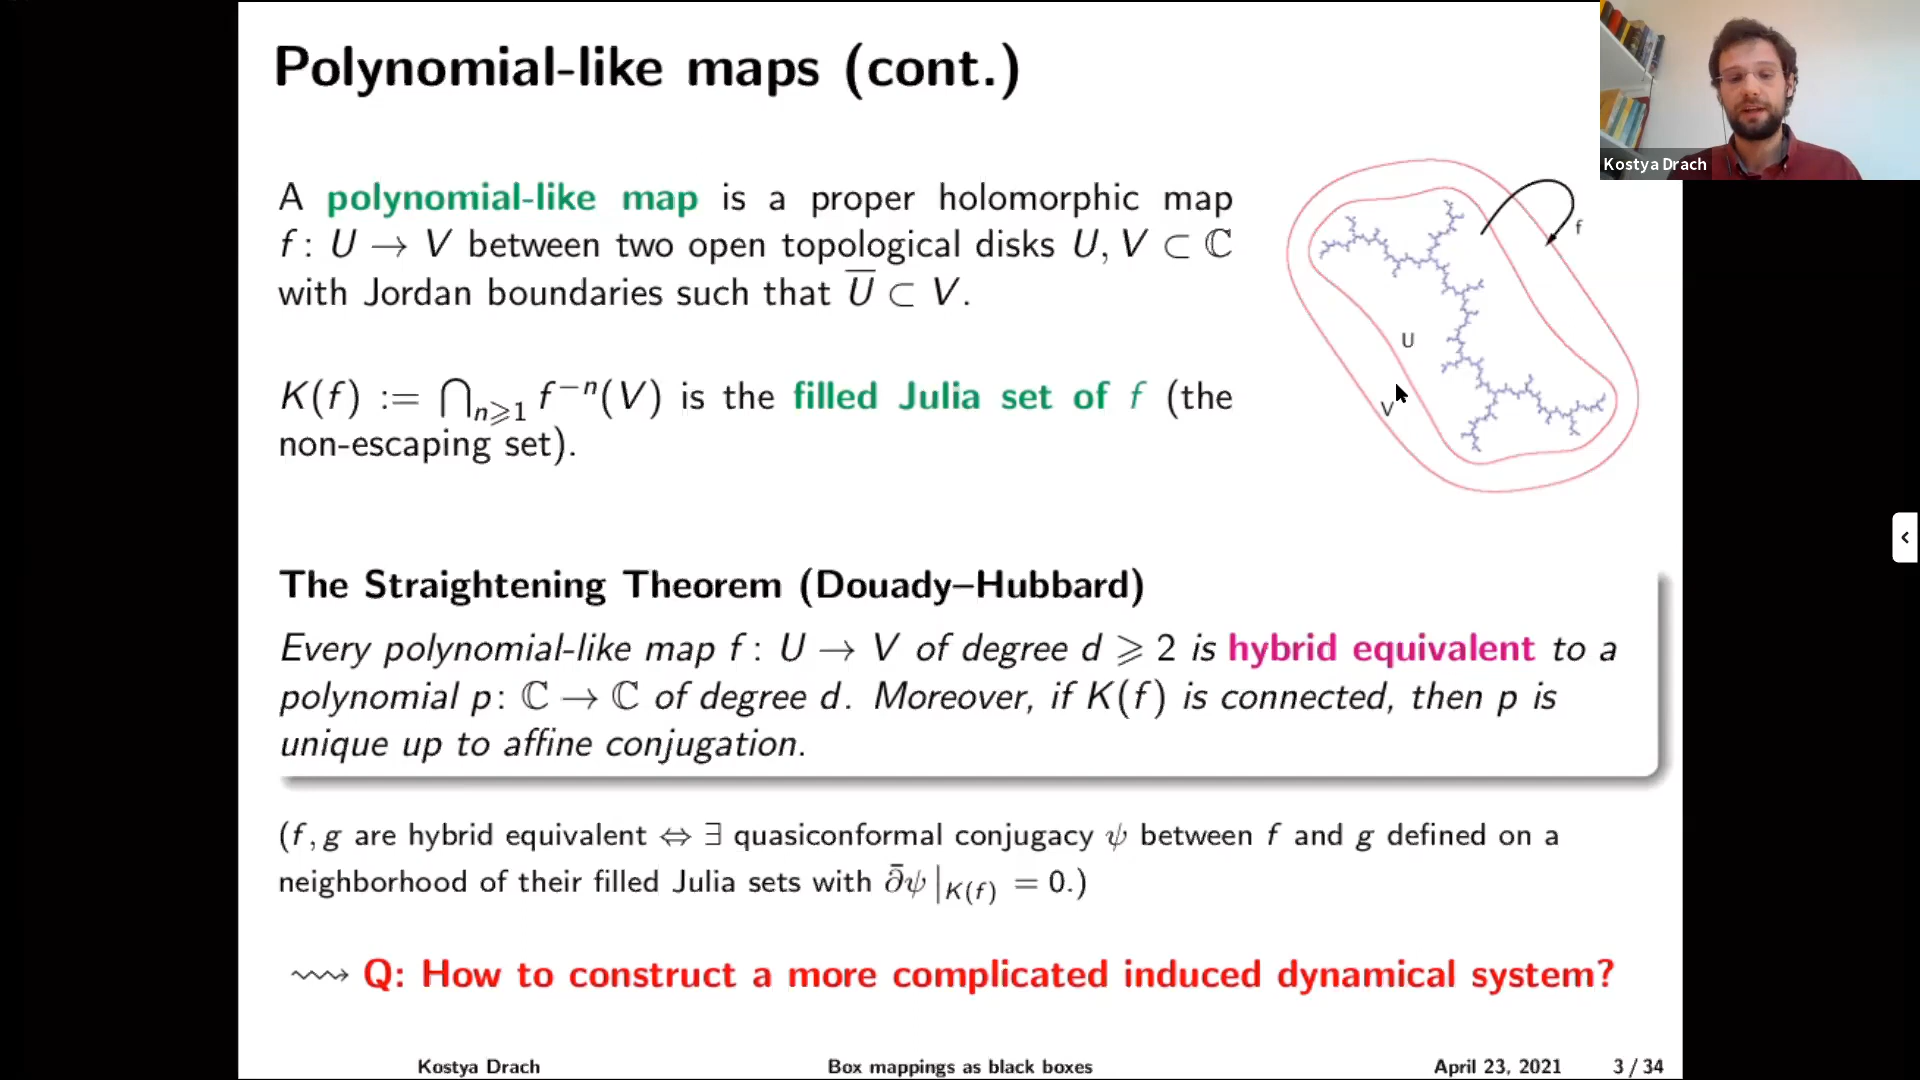 Polynomial-like maps (cont.)
Kostya Drach
A polynomial-like map is a proper holomorphic map
f : U → V between two open topological disks U, V ⊂ ℂ
with Jordan boundaries such that U̅ ⊂ V.
f
U
V
K(f) := ⋂ₙ⩾₁ f⁻ⁿ(V) is the filled Julia set of f (the
non-escaping set).
The Straightening Theorem (Douady–Hubbard)
Every polynomial-like map f : U → V of degree d ⩾ 2 is hybrid equivalent to a
polynomial p : ℂ → ℂ of degree d. Moreover, if K(f) is connected, then p is
unique up to affine conjugation.
(f, g are hybrid equivalent ⇔ ∃ quasiconformal conjugacy ψ between f and g defined on a
neighborhood of their filled Julia sets with ∂̄ψ |K(f) = 0.)
⇝ Q: How to construct a more complicated induced dynamical system?
Kostya Drach Box mappings as black boxes April 23, 2021 3 / 34